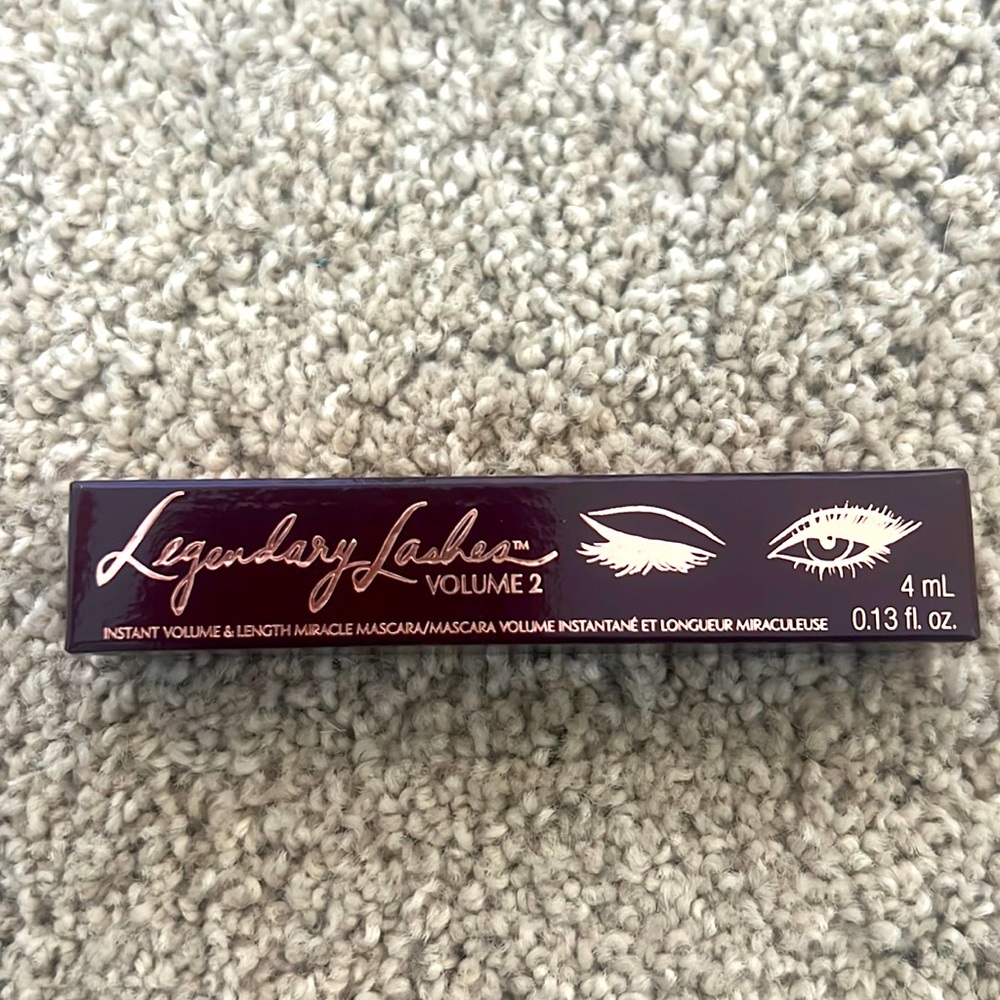 Legendary Lashes™
VOLUME 2
INSTANT VOLUME & LENGTH MIRACLE MASCARA/MASCARA VOLUME INSTANTANÉ ET LONGUEUR MIRACULEUSE
4 mL
0.13 fl. oz.